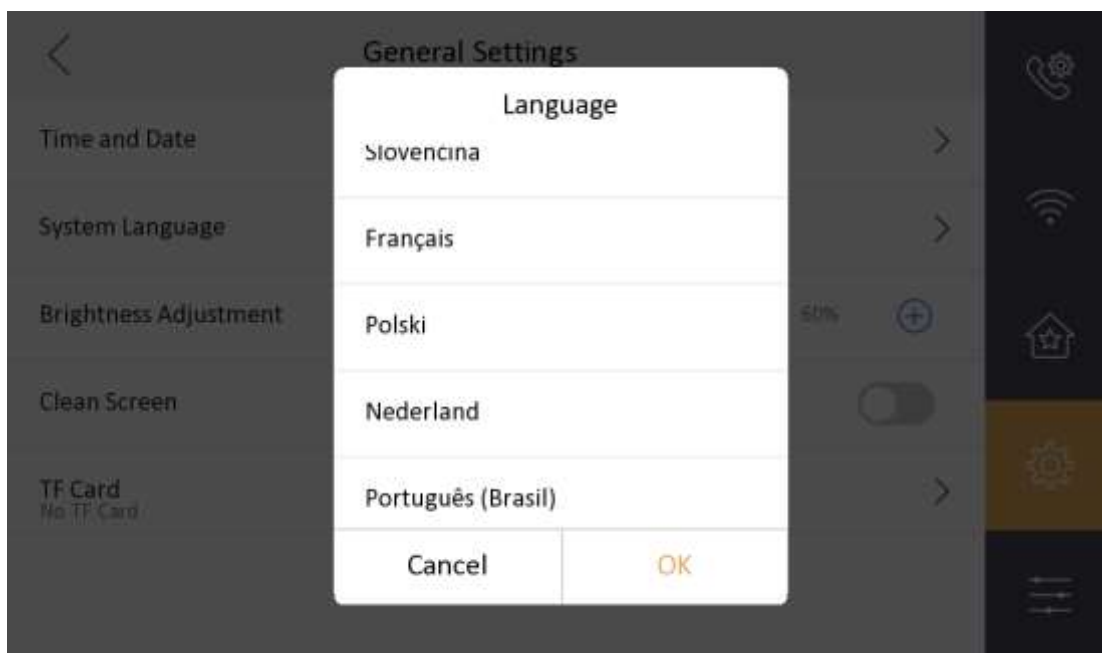 General Settings
Language
Time and Date
Slovenčina
System Language
Français
Brightness Adjustment
60%
Polski
Clean Screen
Nederland
TF Card
No TF Card
Português (Brasil)
Cancel
OK